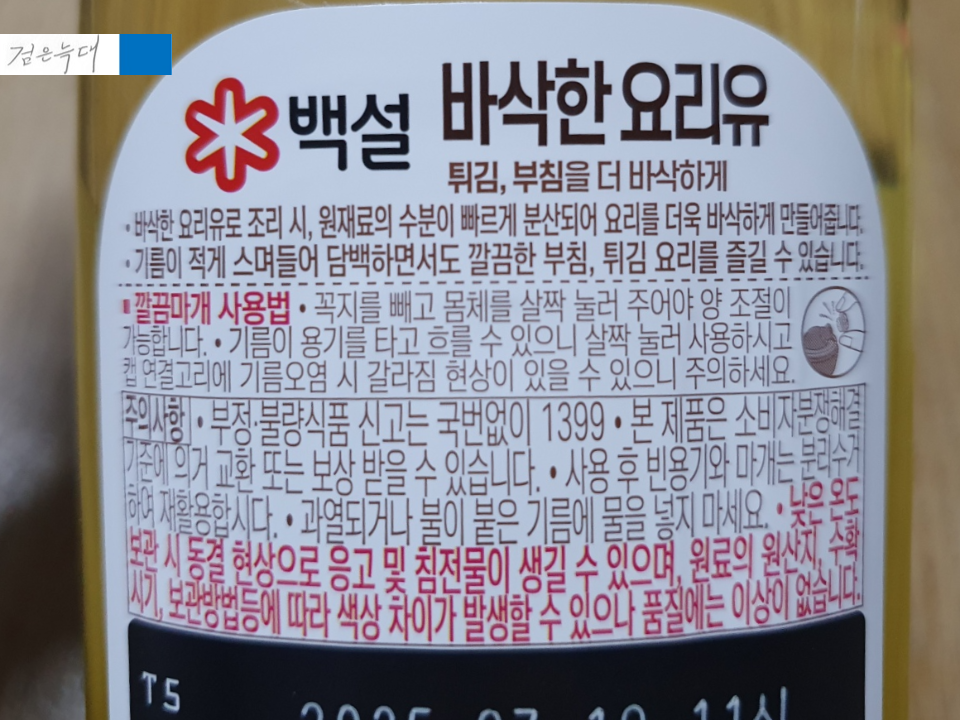 검은늑대
백설
바삭한 요리유
튀김, 부침을 더 바삭하게
• 바삭한 요리유로 조리 시, 원재료의 수분이 빠르게 분산되어 요리를 더욱 바삭하게 만들어줍니다.
• 기름이 적게 스며들어 담백하면서도 깔끔한 부침, 튀김 요리를 즐길 수 있습니다.
▪깔끔마개 사용법 • 꼭지를 빼고 몸체를 살짝 눌러 주어야 양 조절이
가능합니다. • 기름이 용기를 타고 흐를 수 있으니 살짝 눌러 사용하시고
캡 연결고리에 기름오염 시 갈라짐 현상이 있을 수 있으니 주의하세요.
주의사항 • 부정·불량식품 신고는 국번없이 1399 • 본 제품은 소비자분쟁해결
기준에 의거 교환 또는 보상 받을 수 있습니다. • 사용 후 빈용기와 마개는 분리수거
하여 재활용합시다. • 과열되거나 불이 붙은 기름에 물을 넣지 마세요. • 낮은 온도
보관 시 동결 현상으로 응고 및 침전물이 생길 수 있으며, 원료의 원산지, 수확
시기, 보관방법등에 따라 색상 차이가 발생할 수 있으나 품질에는 이상이 없습니다.
T5